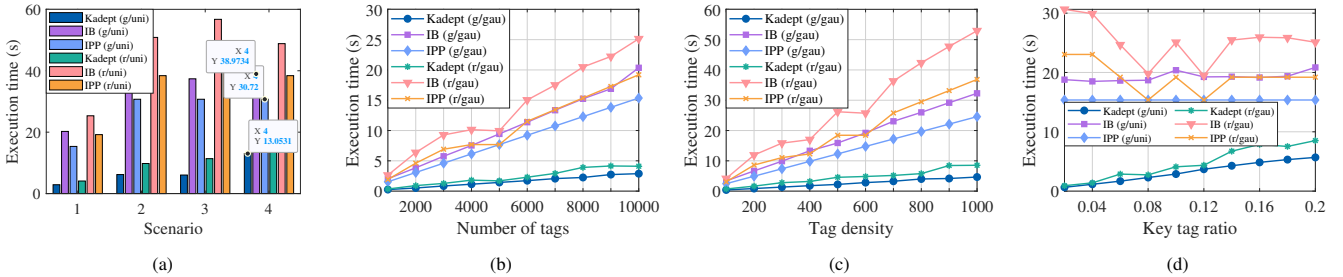 Execution time (s)
80
60
40
20
0
Kadept (g/uni)
IB (g/uni)
IPP (g/uni)
Kadept (r/uni)
IB (r/uni)
IPP (r/uni)
X 4
Y 38.9734
Y 30.72
X 4
Y 13.0531
1 2 3 4
Scenario
(a)
Execution time (s)
30
25
20
15
10
5
0
Kadept (g/gau)
IB (g/gau)
IPP (g/gau)
Kadept (r/gau)
IB (r/gau)
IPP (r/gau)
2000 4000 6000 8000 10000
Number of tags
(b)
Execution time (s)
60
50
40
30
20
10
0
Kadept (g/gau)
IB (g/gau)
IPP (g/gau)
Kadept (r/gau)
IB (r/gau)
IPP (r/gau)
200 400 600 800 1000
Tag density
(c)
Execution time (s)
30
20
10
0
Kadept (g/uni) Kadept (r/gau)
IB (g/uni) IB (r/gau)
IPP (g/uni) IPP (r/gau)
0.04 0.08 0.12 0.16 0.2
Key tag ratio
(d)